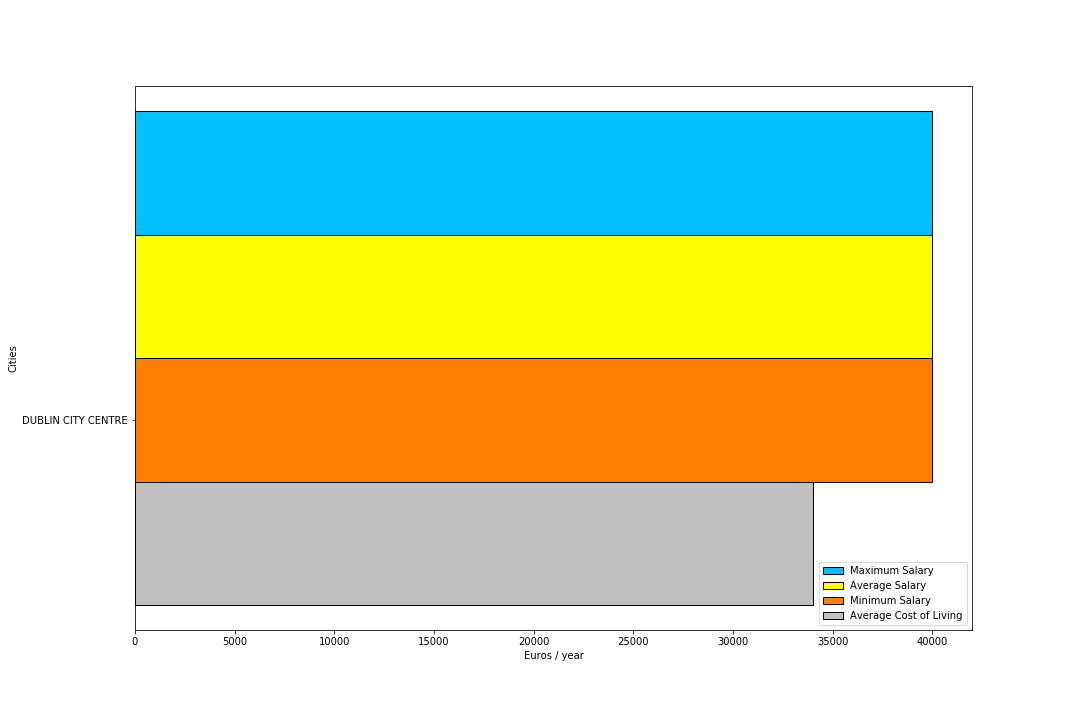 Cities
DUBLIN CITY CENTRE
Maximum Salary
Average Salary
Minimum Salary
Average Cost of Living
0 5000 10000 15000 20000 25000 30000 35000 40000
Euros / year